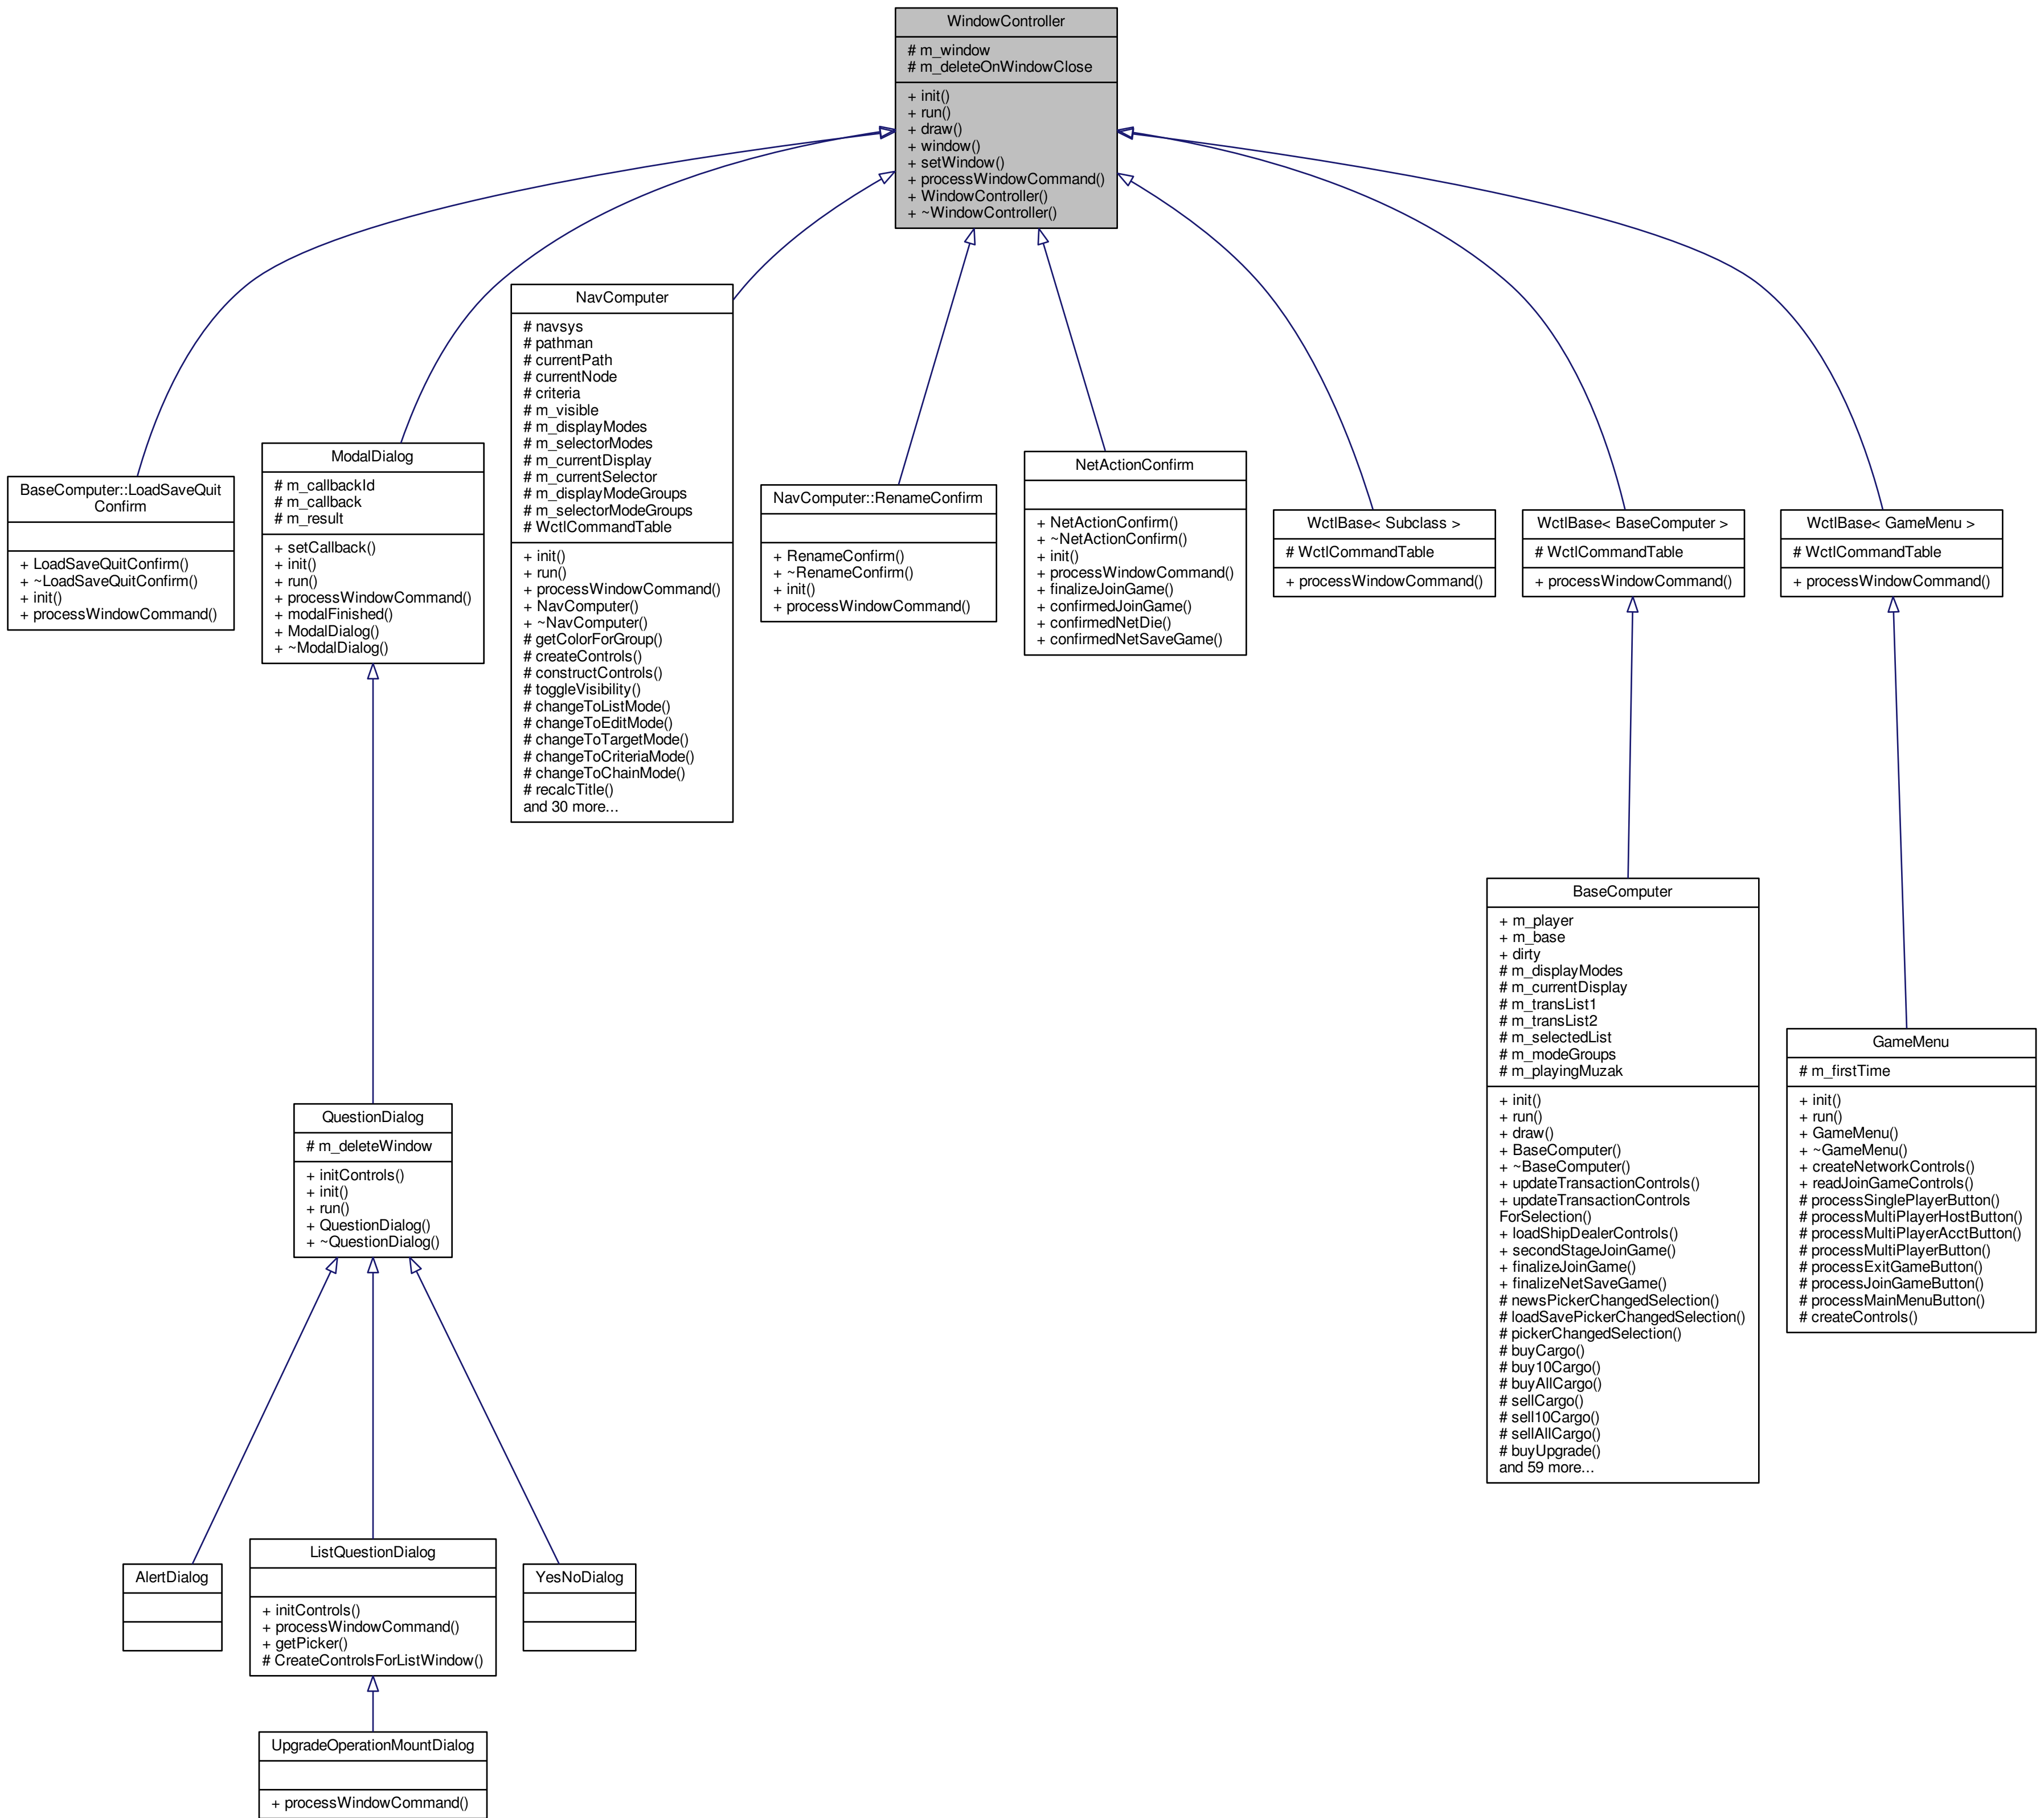 WindowController
# m_window
# m_deleteOnWindowClose
+ init()
+ run()
+ draw()
+ window()
+ setWindow()
+ processWindowCommand()
+ WindowController()
+ ~WindowController()
BaseComputer::LoadSaveQuit
Confirm
+ LoadSaveQuitConfirm()
+ ~LoadSaveQuitConfirm()
+ init()
+ processWindowCommand()
ModalDialog
# m_callbackId
# m_callback
# m_result
+ setCallback()
+ init()
+ run()
+ processWindowCommand()
+ modalFinished()
+ ModalDialog()
+ ~ModalDialog()
NavComputer
# navsys
# pathman
# currentPath
# currentNode
# criteria
# m_visible
# m_displayModes
# m_selectorModes
# m_currentDisplay
# m_currentSelector
# m_displayModeGroups
# m_selectorModeGroups
# WctlCommandTable
+ init()
+ run()
+ processWindowCommand()
+ NavComputer()
+ ~NavComputer()
# getColorForGroup()
# createControls()
# constructControls()
# toggleVisibility()
# changeToListMode()
# changeToEditMode()
# changeToTargetMode()
# changeToCriteriaMode()
# changeToChainMode()
# recalcTitle()
and 30 more...
NavComputer::RenameConfirm
+ RenameConfirm()
+ ~RenameConfirm()
+ init()
+ processWindowCommand()
NetActionConfirm
+ NetActionConfirm()
+ ~NetActionConfirm()
+ init()
+ processWindowCommand()
+ finalizeJoinGame()
+ confirmedJoinGame()
+ confirmedNetDie()
+ confirmedNetSaveGame()
WctlBase< Subclass >
# WctlCommandTable
+ processWindowCommand()
WctlBase< BaseComputer >
# WctlCommandTable
+ processWindowCommand()
WctlBase< GameMenu >
# WctlCommandTable
+ processWindowCommand()
BaseComputer
+ m_player
+ m_base
+ dirty
# m_displayModes
# m_currentDisplay
# m_transList1
# m_transList2
# m_selectedList
# m_modeGroups
# m_playingMuzak
+ init()
+ run()
+ draw()
+ BaseComputer()
+ ~BaseComputer()
+ updateTransactionControls()
+ updateTransactionControls
ForSelection()
+ loadShipDealerControls()
+ secondStageJoinGame()
+ finalizeJoinGame()
+ finalizeNetSaveGame()
# newsPickerChangedSelection()
# loadSavePickerChangedSelection()
# pickerChangedSelection()
# buyCargo()
# buy10Cargo()
# buyAllCargo()
# sellCargo()
# sell10Cargo()
# sellAllCargo()
# buyUpgrade()
and 59 more...
GameMenu
# m_firstTime
+ init()
+ run()
+ GameMenu()
+ ~GameMenu()
+ createNetworkControls()
+ readJoinGameControls()
# processSinglePlayerButton()
# processMultiPlayerHostButton()
# processMultiPlayerAcctButton()
# processMultiPlayerButton()
# processExitGameButton()
# processJoinGameButton()
# processMainMenuButton()
# createControls()
QuestionDialog
# m_deleteWindow
+ initControls()
+ init()
+ run()
+ QuestionDialog()
+ ~QuestionDialog()
AlertDialog
ListQuestionDialog
+ initControls()
+ processWindowCommand()
+ getPicker()
# CreateControlsForListWindow()
YesNoDialog
UpgradeOperationMountDialog
+ processWindowCommand()